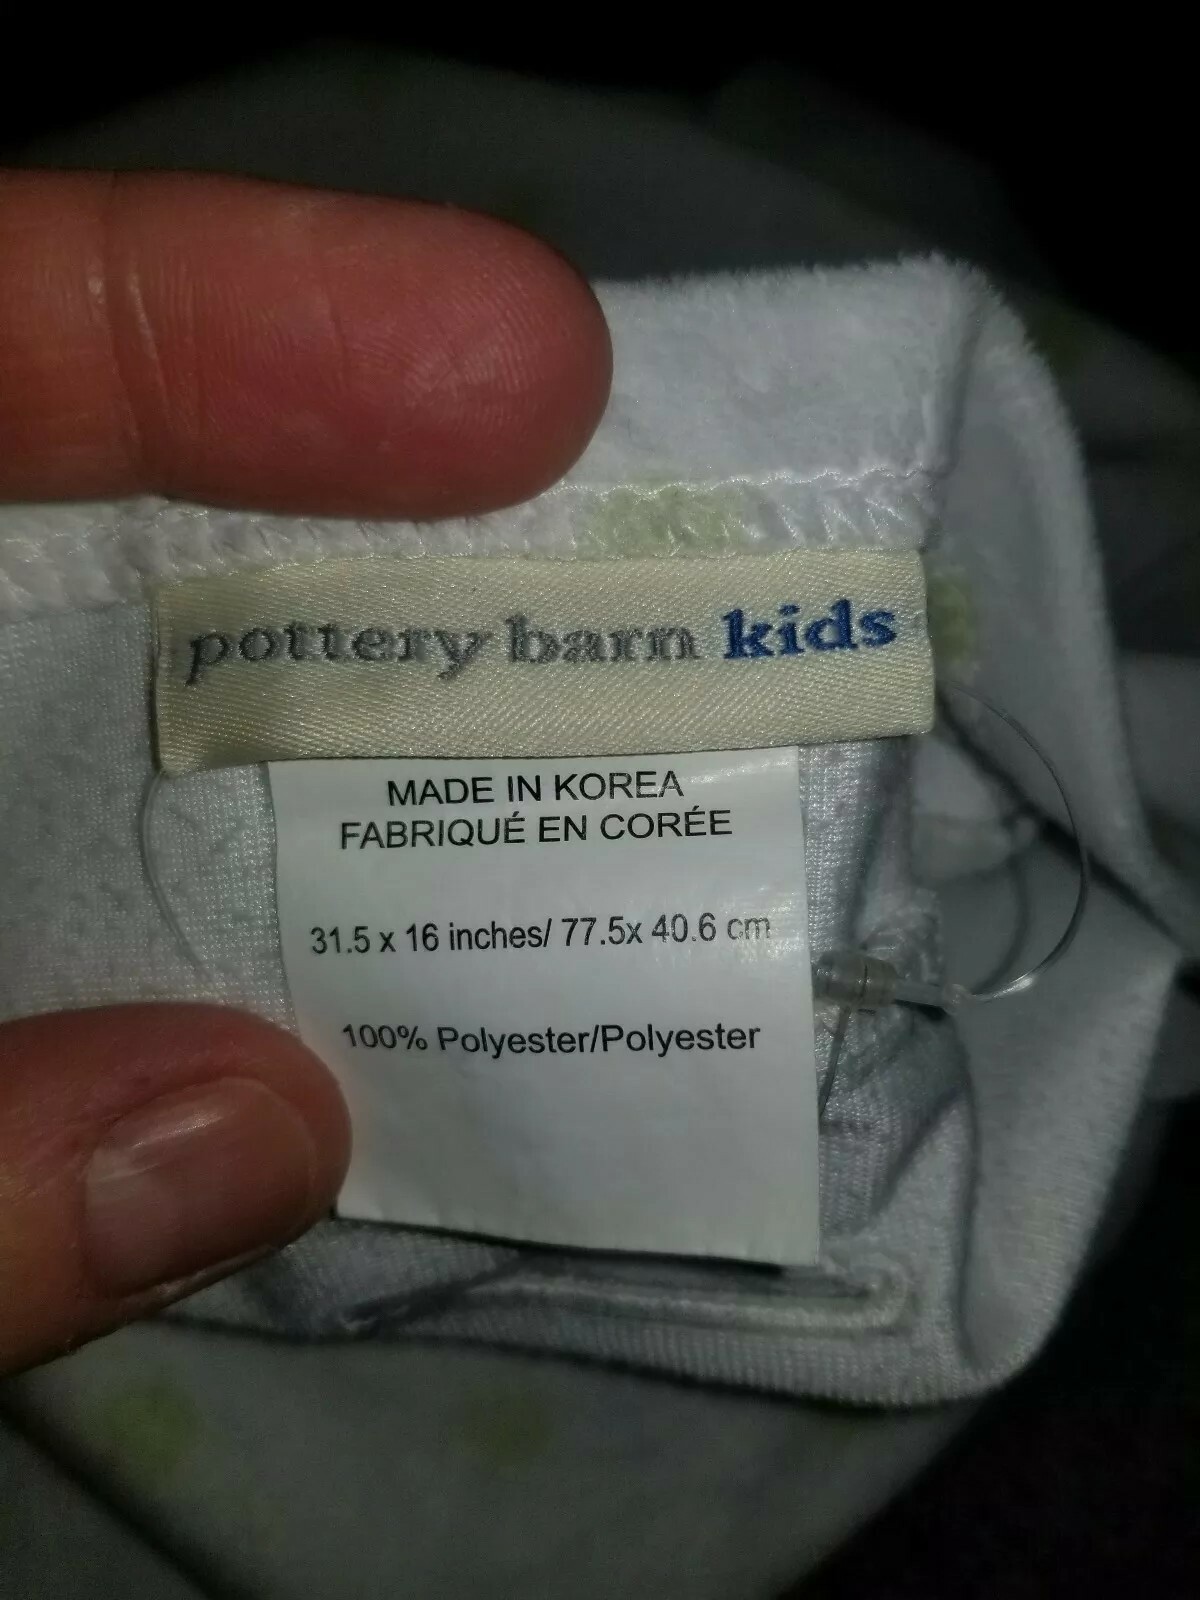 pottery barn kids
MADE IN KOREA
FABRIQUÉ EN CORÉE
31.5 x 16 inches/ 77.5x 40.6 cm
100% Polyester/Polyester